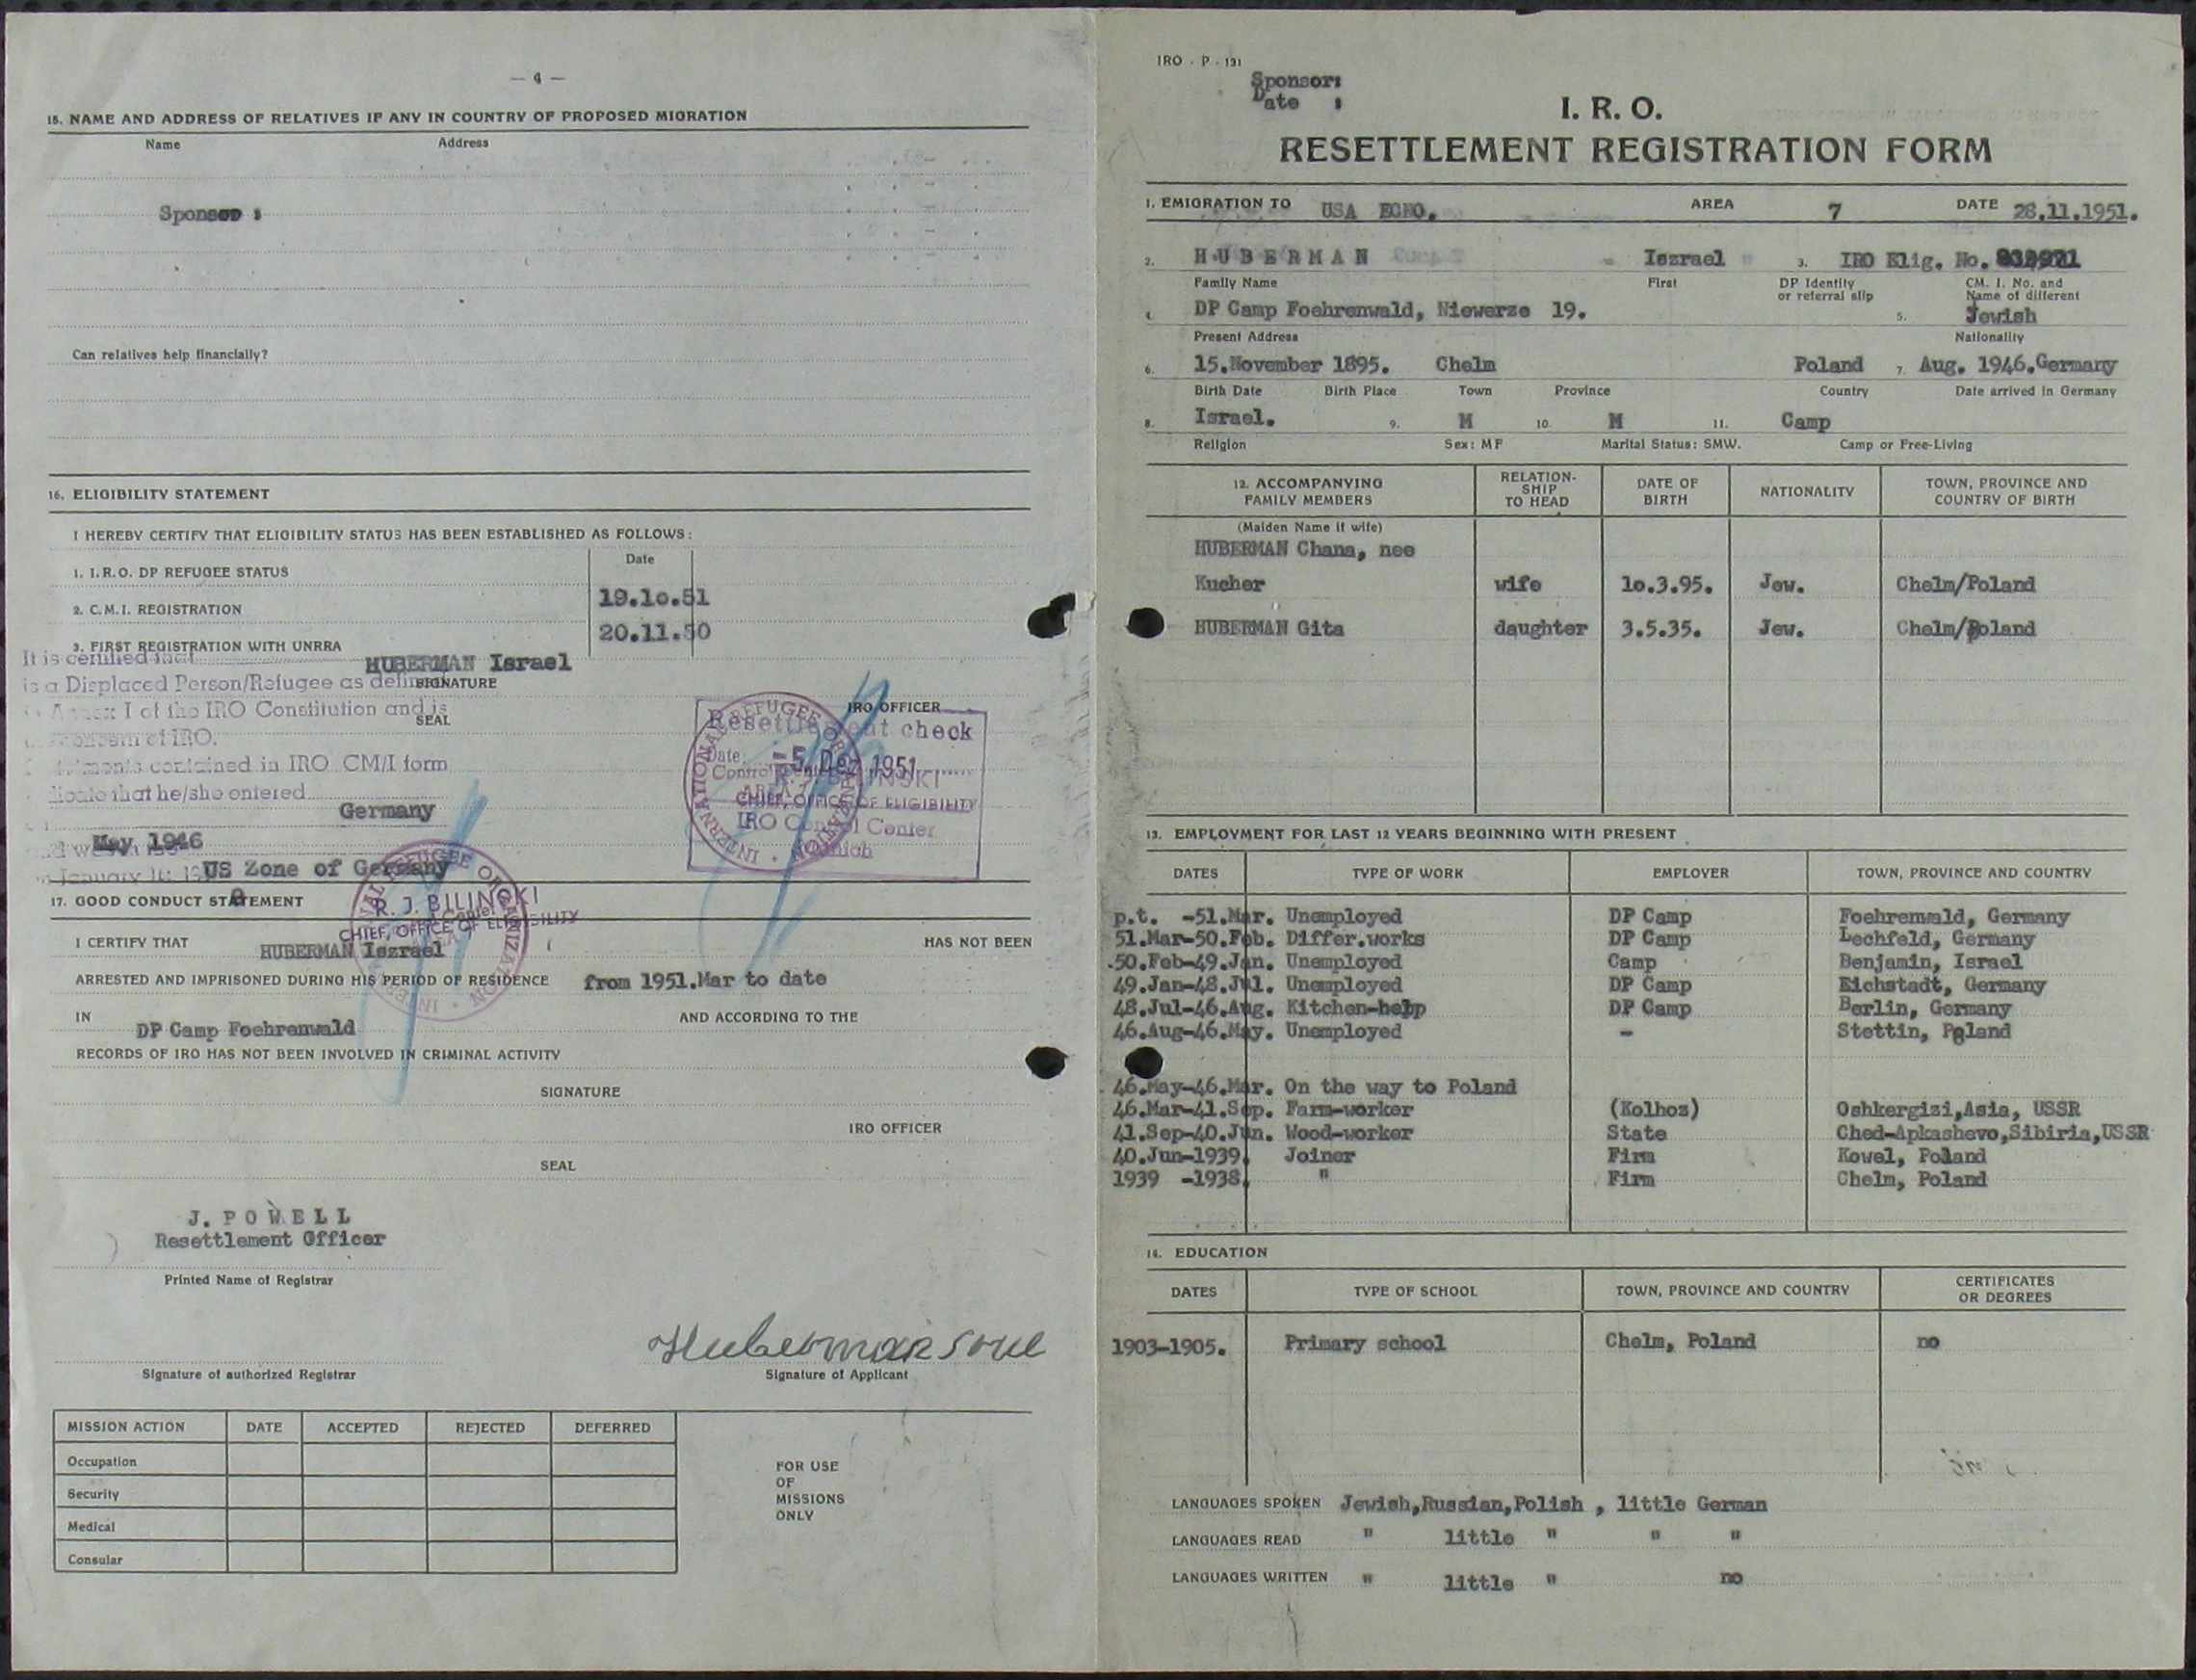 — 4 —
15. NAME AND ADDRESS OF RELATIVES IF ANY IN COUNTRY OF PROPOSED MIGRATION
Name Address
Sponsor :
Can relatives help financially?
16. ELIGIBILITY STATEMENT
I HEREBY CERTIFY THAT ELIGIBILITY STATUS HAS BEEN ESTABLISHED AS FOLLOWS:
Date
1. I.R.O. DP REFUGEE STATUS
19.10.51
2. C.M.I. REGISTRATION
20.11.50
3. FIRST REGISTRATION WITH UNRRA
It is certified that
HUBERMAN Israel
is a Displaced Person/Refugee as defined
SIGNATURE
Annex I of the IRO Constitution and is
SEAL
IRO OFFICER
concern of IRO.
contained in IRO CM/I form
that he/she entered
Germany
May 1946
US Zone of Germany
Resettlement check
Date: -5 Dez 1951
CHIEF, OFFICE OF ELIGIBILITY
IRO Control Center
Munich
INTERNATIONAL REFUGEE ORGANIZATION
17. GOOD CONDUCT STATEMENT
R. J. BILINSKI
CHIEF, OFFICE OF ELIGIBILITY
I CERTIFY THAT HUBERMAN Iszrael HAS NOT BEEN
ARRESTED AND IMPRISONED DURING HIS PERIOD OF RESIDENCE from 1951.Mar to date
IN DP Camp Foehrenwald AND ACCORDING TO THE
RECORDS OF IRO HAS NOT BEEN INVOLVED IN CRIMINAL ACTIVITY
SIGNATURE
IRO OFFICER
SEAL
J. POWELL
Resettlement Officer
Printed Name of Registrar
Signature of authorized Registrar
Signature of Applicant
MISSION ACTION DATE ACCEPTED REJECTED DEFERRED
Occupation
Security
Medical
Consular
FOR USE
OF
MISSIONS
ONLY
IRO - P - 131
Sponsor:
Date :
I. R. O.
RESETTLEMENT REGISTRATION FORM
1. EMIGRATION TO USA ECHO. AREA 7 DATE 28.11.1951.
2. HUBERMAN Iszrael 3. IRO Elig. No.
Family Name First DP Identity or referral slip CM. I. No. and Name of different
4. DP Camp Foehrenwald, Niewerze 19. 5. Jewish
Present Address Nationality
6. 15.November 1895. Chelm Poland 7. Aug. 1946.Germany
Birth Date Birth Place Town Province Country Date arrived in Germany
8. Israel. 9. M 10. M 11. Camp
Religion Sex: MF Marital Status: SMW. Camp or Free-Living
12. ACCOMPANYING FAMILY MEMBERS RELATION-SHIP TO HEAD DATE OF BIRTH NATIONALITY TOWN, PROVINCE AND COUNTRY OF BIRTH
(Maiden Name if wife)
HUBERMAN Chana, nee
Kucher wife 10.3.95. Jew. Chelm/Poland
HUBERMAN Gita daughter 3.5.35. Jew. Chelm/Poland
13. EMPLOYMENT FOR LAST 12 YEARS BEGINNING WITH PRESENT
DATES TYPE OF WORK EMPLOYER TOWN, PROVINCE AND COUNTRY
p.t. -51.Mar. Unemployed DP Camp Foehrenwald, Germany
51.Mar-50.Feb. Differ.works DP Camp Lechfeld, Germany
.50.Feb-49.Jan. Unemployed Camp Benjamin, Israel
49.Jan-48.Jul. Unemployed DP Camp Eichstadt, Germany
48.Jul-46.Aug. Kitchen-help DP Camp Berlin, Germany
46.Aug-46.May. Unemployed - Stettin, Poland
46.May-46.Mar. On the way to Poland
46.Mar-41.Sep. Farm-worker (Kolhoz) Oshkergizi,Asia, USSR
41.Sep-40.Jun. Wood-worker State Ched-Apkashevo,Sibiria,USSR
40.Jun-1939. Joiner Firm Kowel, Poland
1939 -1938. " Firm Chelm, Poland
14. EDUCATION
DATES TYPE OF SCHOOL TOWN, PROVINCE AND COUNTRY CERTIFICATES OR DEGREES
1903-1905. Primary school Chelm, Poland no
LANGUAGES SPOKEN Jewish,Russian,Polish , little German
LANGUAGES READ " little " " "
LANGUAGES WRITTEN " little " no